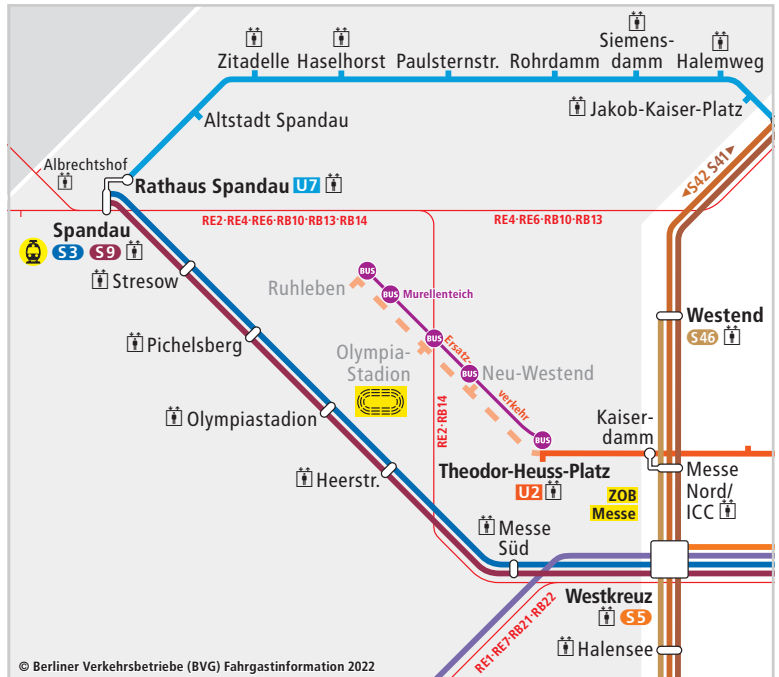 Zitadelle
Haselhorst
Paulsternstr.
Rohrdamm
Siemens-
damm
Halemweg
Altstadt Spandau
Jakob-Kaiser-Platz
Albrechtshof
Rathaus Spandau U7
◄S42 S41►
RE2·RE4·RE6·RB10·RB13·RB14
RE4·RE6·RB10·RB13
Spandau
S3 S9
Stresow
Ruhleben
BUS
BUS Murellenteich
Westend
S46
Pichelsberg
BUS
Ersatz-
verkehr
Olympia-
Stadion
BUS
Neu-Westend
RE2·RB14
Olympiastadion
Kaiser-
damm
BUS
Theodor-Heuss-Platz
U2
Messe
Nord/
ICC
ZOB
Messe
Heerstr.
Messe
Süd
Westkreuz
S5
RE1·RE7·RB21·RB22
Halensee
© Berliner Verkehrsbetriebe (BVG) Fahrgastinformation 2022